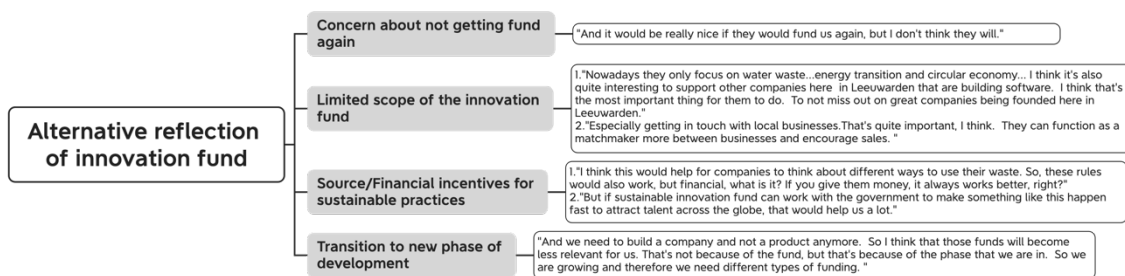 Alternative reflection
of innovation fund
Concern about not getting fund
again
"And it would be really nice if they would fund us again, but I don't think they will."
Limited scope of the innovation
fund
1."Nowadays they only focus on water waste...energy transition and circular economy... I think it's also
quite interesting to support other companies here in Leeuwarden that are building software. I think that's
the most important thing for them to do. To not miss out on great companies being founded here in
Leeuwarden."
2."Especially getting in touch with local businesses.That's quite important, I think. They can function as a
matchmaker more between businesses and encourage sales. "
Source/Financial incentives for
sustainable practices
1."I think this would help for companies to think about different ways to use their waste. So, these rules
would also work, but financial, what is it? If you give them money, it always works better, right?"
2."But if sustainable innovation fund can work with the government to make something like this happen
fast to attract talent across the globe, that would help us a lot."
Transition to new phase of
development
"And we need to build a company and not a product anymore. So I think that those funds will become
less relevant for us. That's not because of the fund, but that's because of the phase that we are in. So we
are growing and therefore we need different types of funding. "